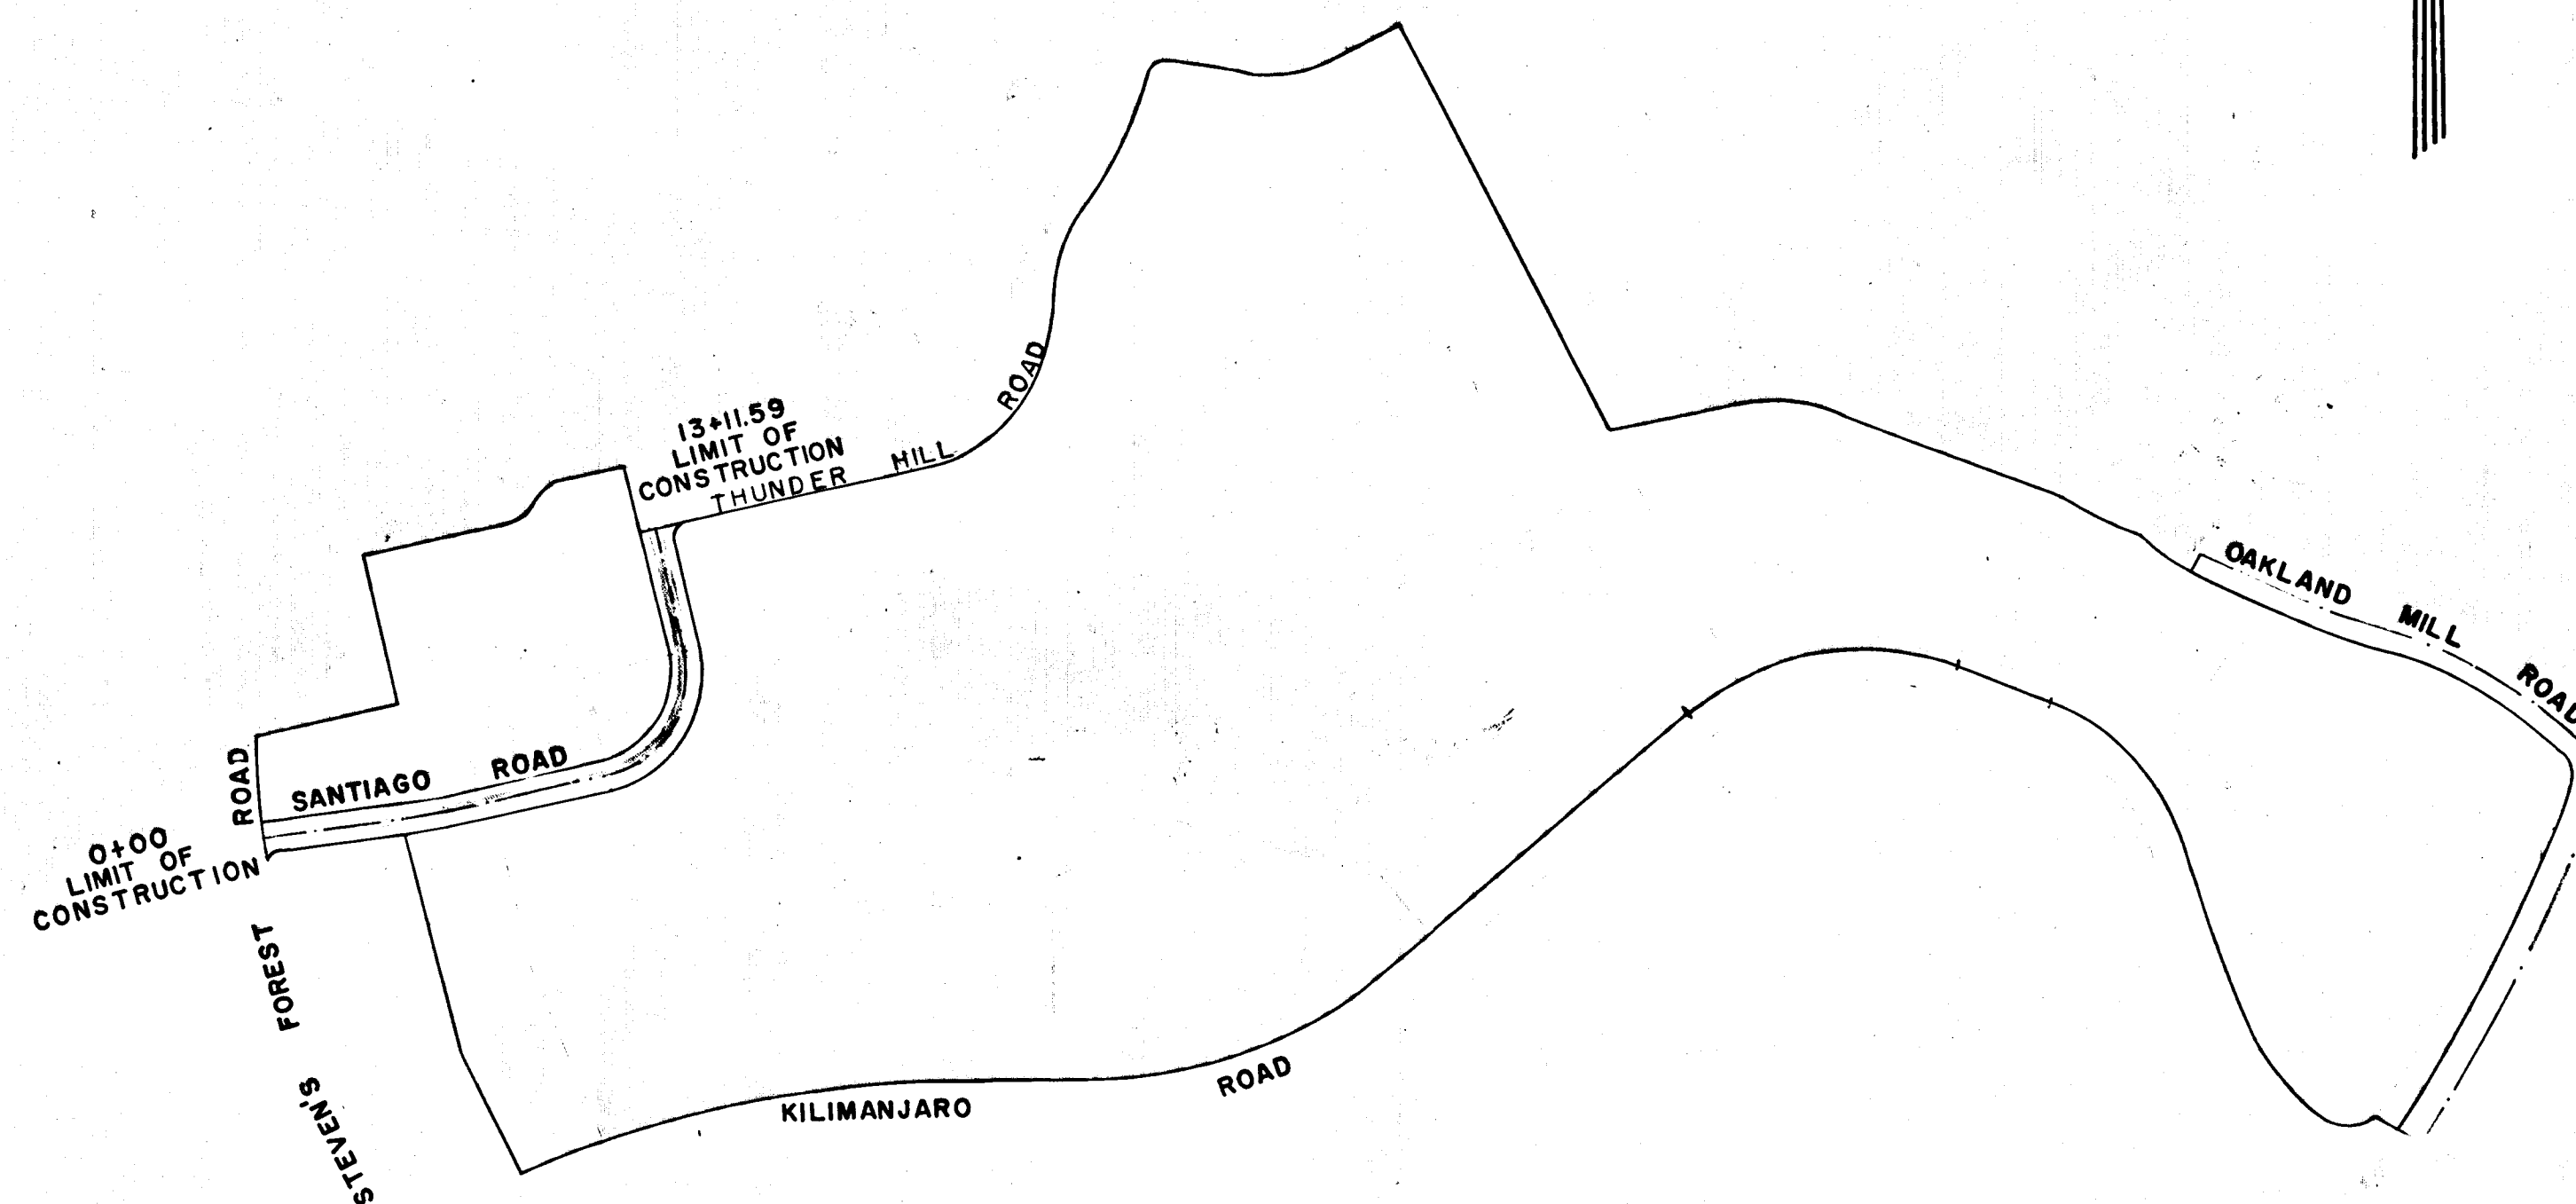 13+11.59
LIMIT OF
CONSTRUCTION
THUNDER HILL ROAD
OAKLAND MILL ROAD
SANTIAGO ROAD
0+00
LIMIT OF
CONSTRUCTION
STEVEN'S FOREST ROAD
KILIMANJARO ROAD